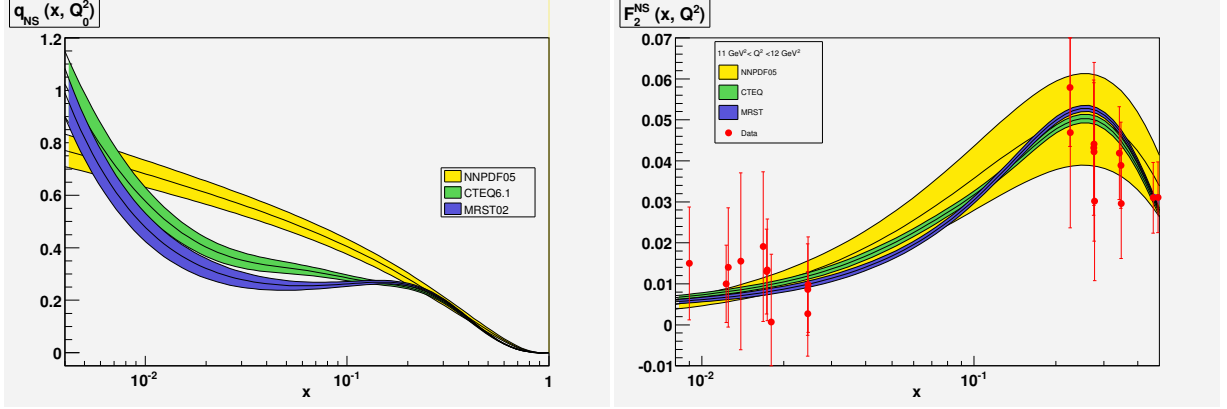 q_NS (x, Q_0^2)
1.2
1
0.8
0.6
0.4
0.2
0
NNPDF05
CTEQ6.1
MRST02
10^-2
10^-1
1
x
F_2^NS (x, Q^2)
0.07
0.06
0.05
0.04
0.03
0.02
0.01
0
-0.01
11 GeV^2< Q^2 <12 GeV^2
NNPDF05
CTEQ
MRST
Data
10^-2
10^-1
x